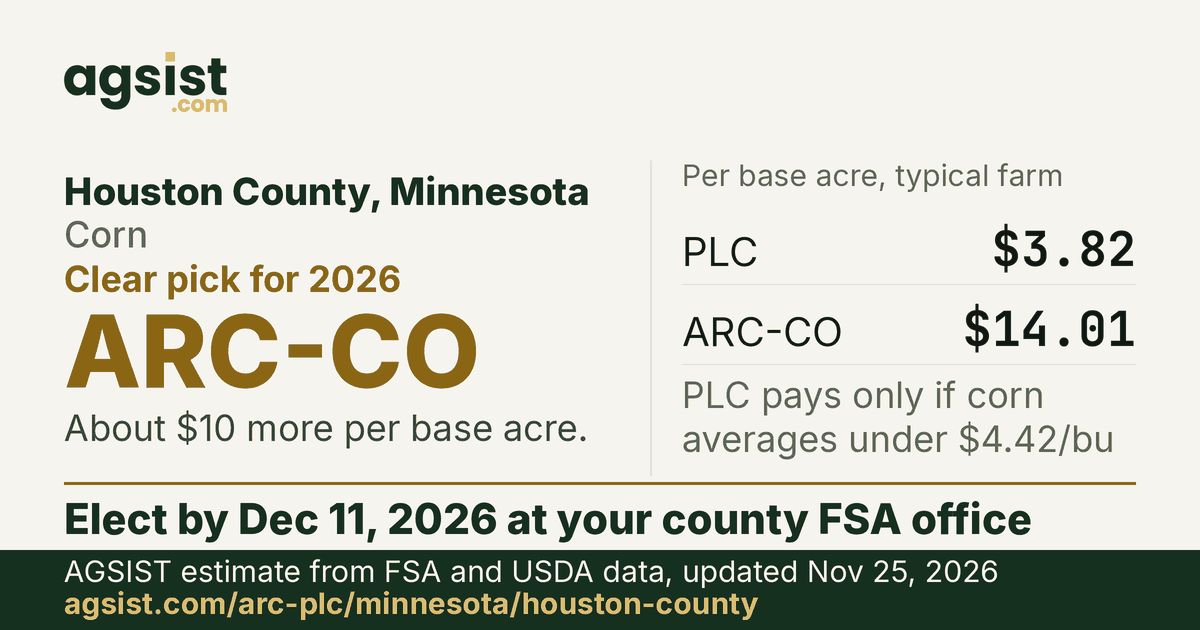 agsist
.com
Houston County, Minnesota
Corn
Clear pick for 2026
ARC-CO
About $10 more per base acre.
Per base acre, typical farm
PLC $3.82
ARC-CO $14.01
PLC pays only if corn
averages under $4.42/bu
Elect by Dec 11, 2026 at your county FSA office
AGSIST estimate from FSA and USDA data, updated Nov 25, 2026
agsist.com/arc-plc/minnesota/houston-county